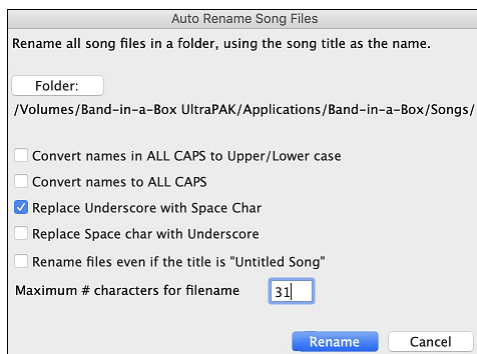 Auto Rename Song Files
Rename all song files in a folder, using the song title as the name.
Folder:
/Volumes/Band-in-a-Box UltraPAK/Applications/Band-in-a-Box/Songs/
Convert names in ALL CAPS to Upper/Lower case
Convert names to ALL CAPS
Replace Underscore with Space Char
Replace Space char with Underscore
Rename files even if the title is "Untitled Song"
Maximum # characters for filename 31
Rename Cancel